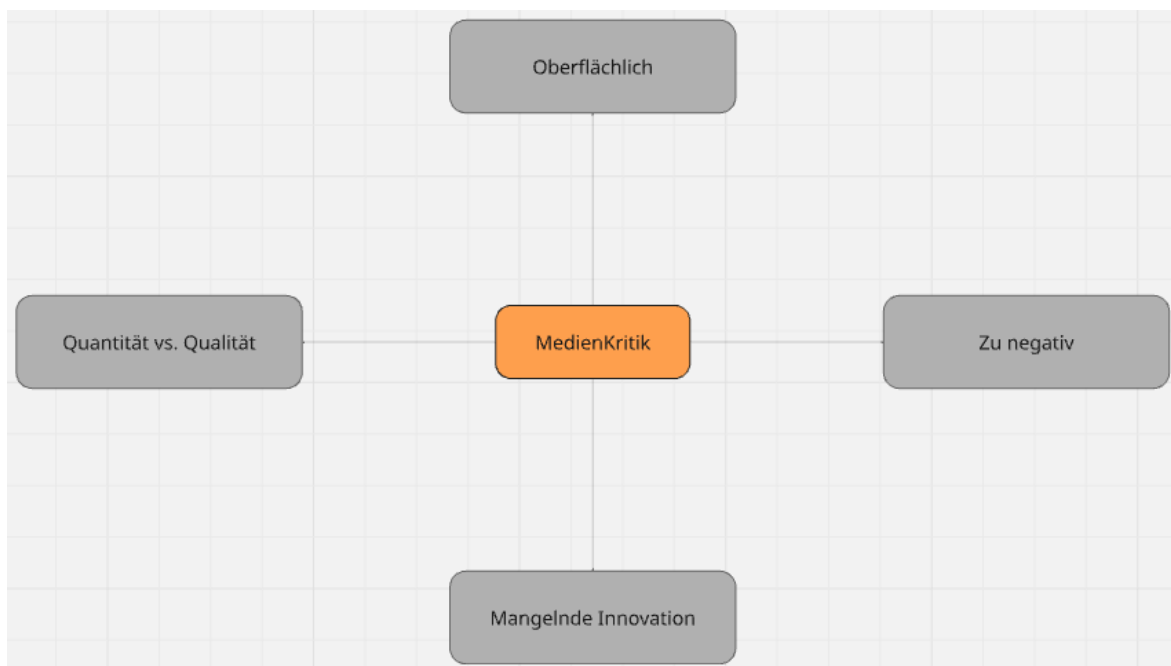 Oberflächlich
Quantität vs. Qualität
MedienKritik
Zu negativ
Mangelnde Innovation